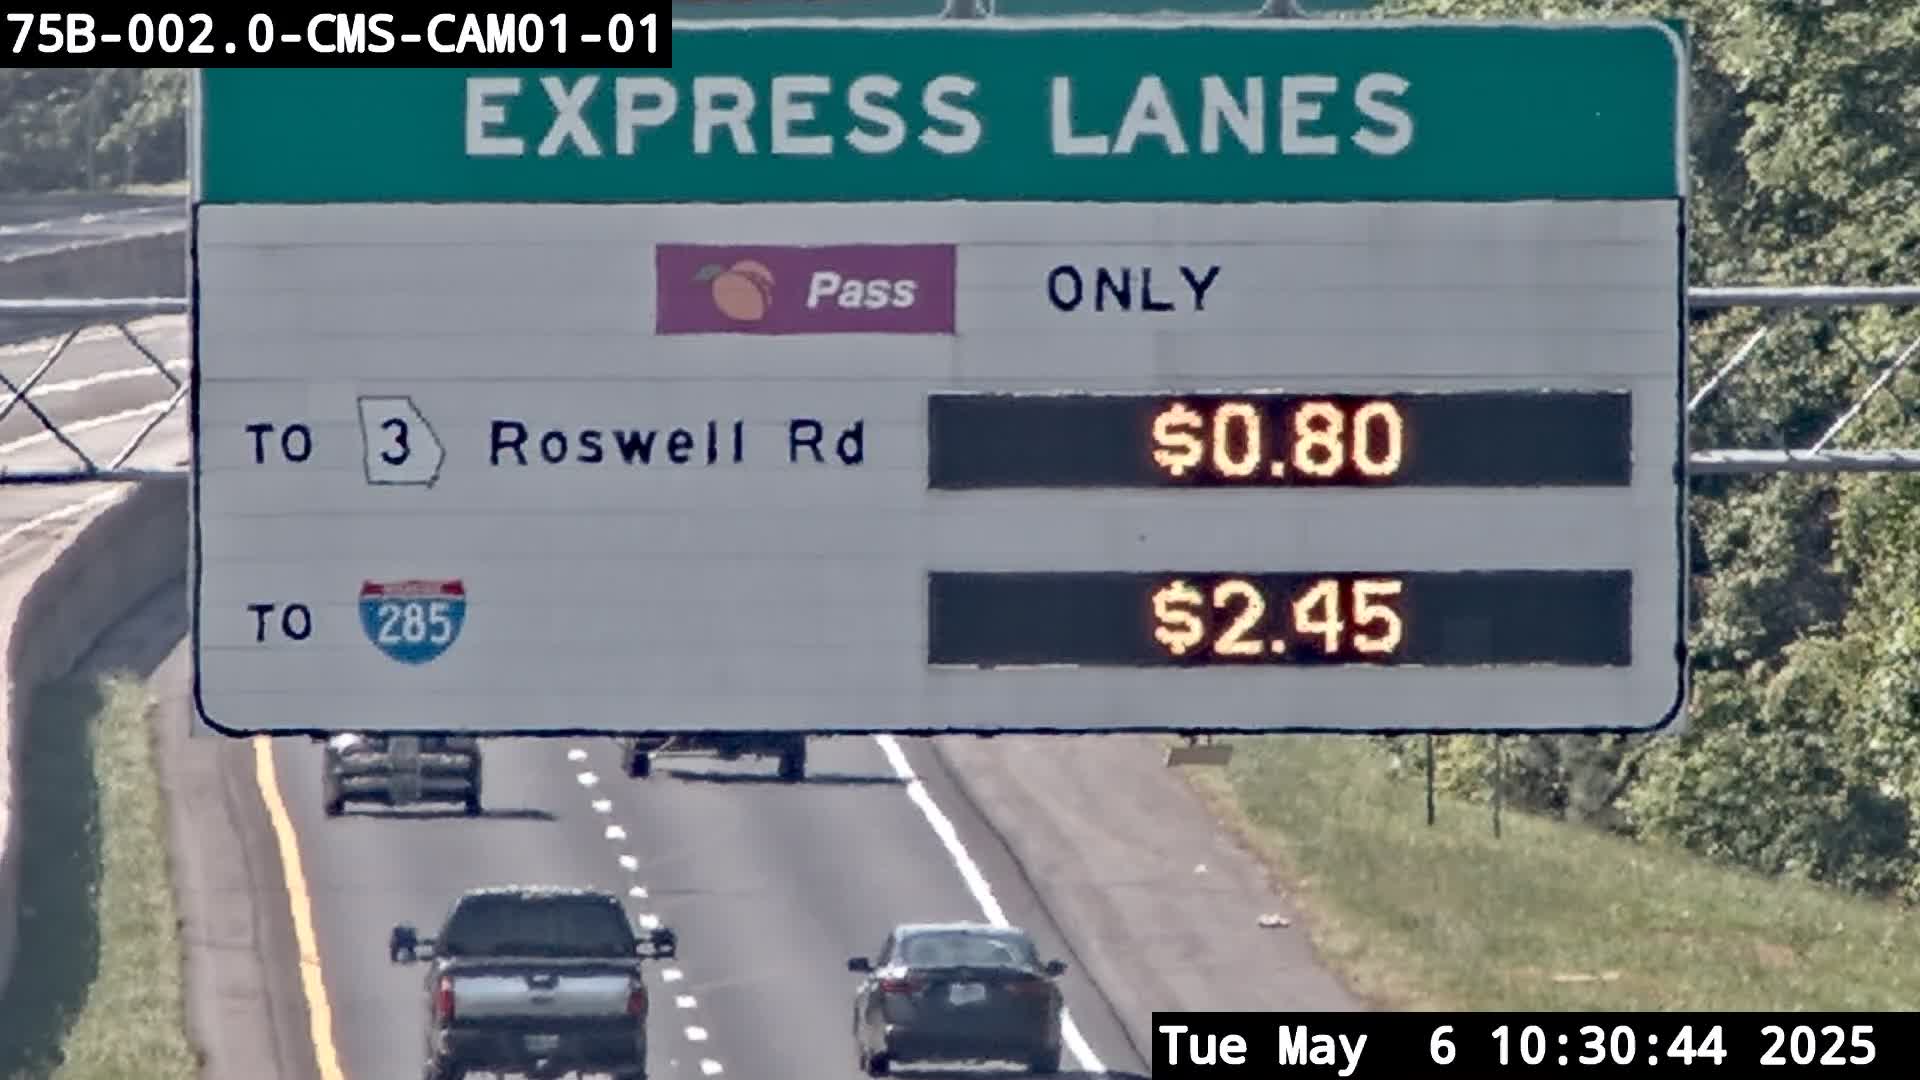 75B-002.0-CMS-CAM01-01
EXPRESS LANES
Pass ONLY
TO 3 Roswell Rd $0.80
TO 285 $2.45
Tue May 6 10:30:44 2025